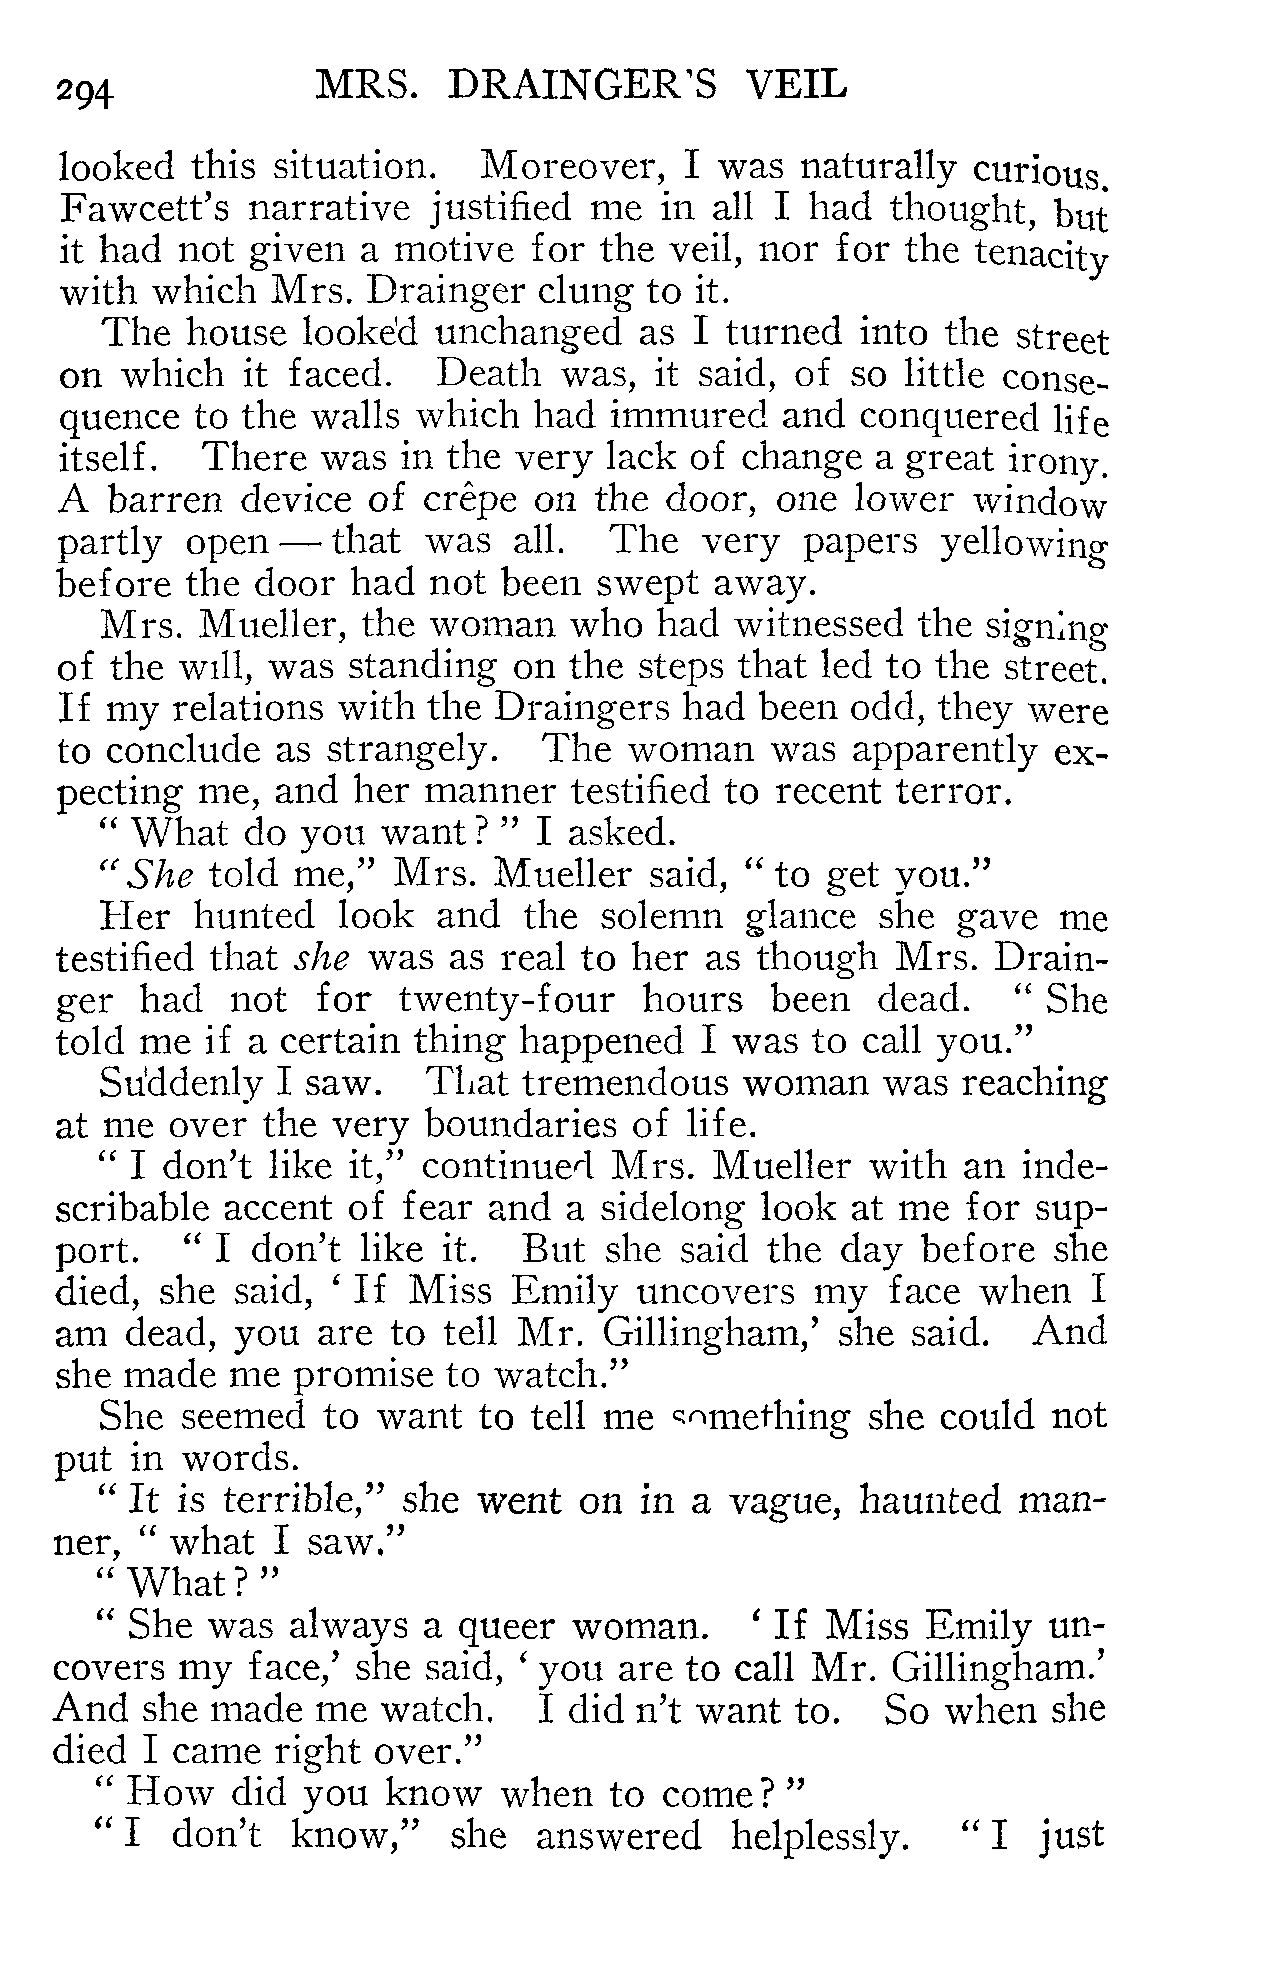 294 MRS. DRAINGER'S VEIL
looked this situation. Moreover, I was naturally curious.
Fawcett's narrative justified me in all I had thought, but
it had not given a motive for the veil, nor for the tenacity
with which Mrs. Drainger clung to it.
The house looked unchanged as I turned into the street
on which it faced. Death was, it said, of so little conse-
quence to the walls which had immured and conquered life
itself. There was in the very lack of change a great irony.
A barren device of crêpe on the door, one lower window
partly open — that was all. The very papers yellowing
before the door had not been swept away.
Mrs. Mueller, the woman who had witnessed the signing
of the will, was standing on the steps that led to the street.
If my relations with the Draingers had been odd, they were
to conclude as strangely. The woman was apparently ex-
pecting me, and her manner testified to recent terror.
" What do you want? " I asked.
" She told me," Mrs. Mueller said, " to get you."
Her hunted look and the solemn glance she gave me
testified that she was as real to her as though Mrs. Drain-
ger had not for twenty-four hours been dead. " She
told me if a certain thing happened I was to call you."
Suddenly I saw. That tremendous woman was reaching
at me over the very boundaries of life.
" I don't like it," continued Mrs. Mueller with an inde-
scribable accent of fear and a sidelong look at me for sup-
port. " I don't like it. But she said the day before she
died, she said, ' If Miss Emily uncovers my face when I
am dead, you are to tell Mr. Gillingham,' she said. And
she made me promise to watch."
She seemed to want to tell me something she could not
put in words.
" It is terrible," she went on in a vague, haunted man-
ner, " what I saw."
" What? "
" She was always a queer woman. ' If Miss Emily un-
covers my face,' she said, ' you are to call Mr. Gillingham.'
And she made me watch. I did n't want to. So when she
died I came right over."
" How did you know when to come? "
" I don't know," she answered helplessly. " I just